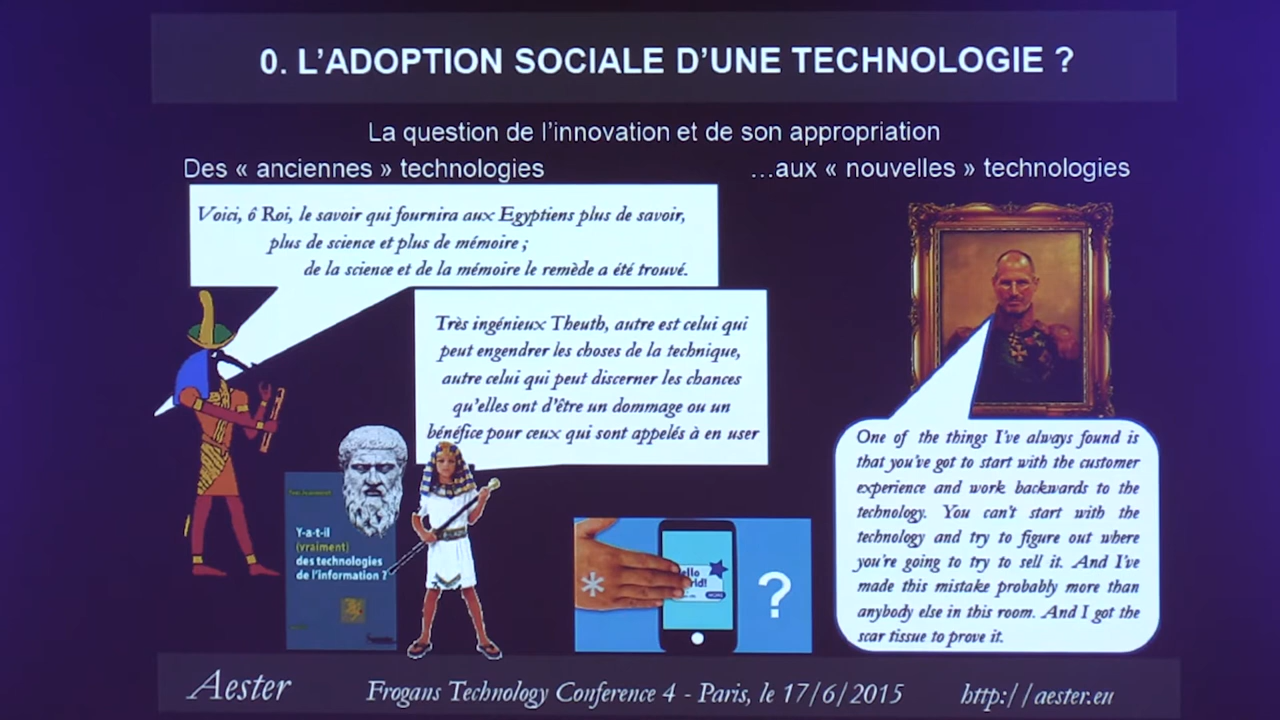 0. L’ADOPTION SOCIALE D’UNE TECHNOLOGIE ?
La question de l’innovation et de son appropriation
Des « anciennes » technologies
…aux « nouvelles » technologies
Voici, ô Roi, le savoir qui fournira aux Egyptiens plus de savoir,
plus de science et plus de mémoire ;
de la science et de la mémoire le remède a été trouvé.
Très ingénieux Theuth, autre est celui qui
peut engendrer les choses de la technique,
autre celui qui peut discerner les chances
qu’elles ont d’être un dommage ou un
bénéfice pour ceux qui sont appelés à en user
Y-a-t-il
(vraiment)
des technologies
de l’information ?
*
?
One of the things I’ve always found is
that you’ve got to start with the customer
experience and work backwards to the
technology. You can’t start with the
technology and try to figure out where
you’re going to try to sell it. And I’ve
made this mistake probably more than
anybody else in this room. And I got the
scar tissue to prove it.
Aester
Frogans Technology Conference 4 - Paris, le 17/6/2015
http://aester.eu